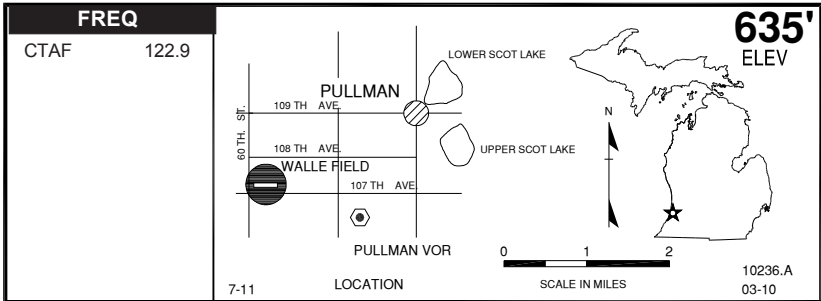 FREQ
CTAF 122.9
635'
ELEV
LOWER SCOT LAKE
PULLMAN
109 TH AVE.
60 TH. ST.
N
108 TH AVE.
UPPER SCOT LAKE
WALLE FIELD
107 TH AVE.
PULLMAN VOR
0 1 2
LOCATION
SCALE IN MILES
7-11
10236.A
03-10